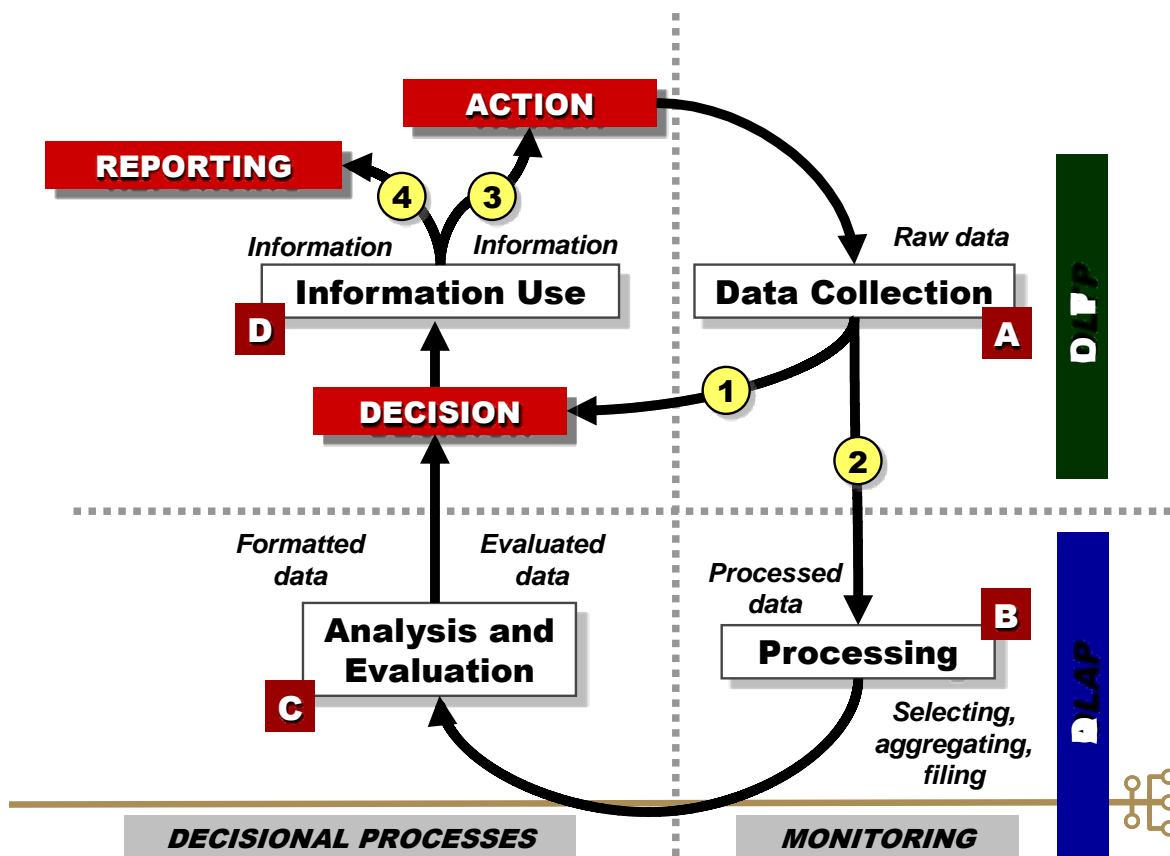 ACTION
REPORTING
4
3
Information
Information
Raw data
Information Use
Data Collection
D
A
1
DECISION
2
Formatted
data
Evaluated
data
Processed
data
B
Analysis and
Evaluation
Processing
C
Selecting,
aggregating,
filing
DECISIONAL PROCESSES
MONITORING